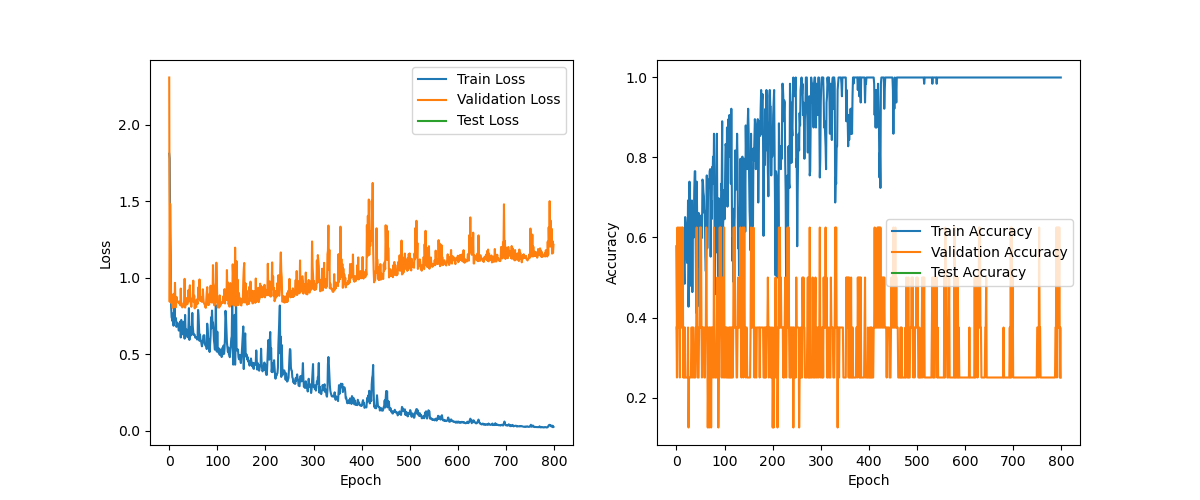 Train Loss
Validation Loss
Test Loss
2.0
1.5
1.0
0.5
0.0
Loss
0 100 200 300 400 500 600 700 800
Epoch
1.0
0.8
0.6
0.4
0.2
Accuracy
Train Accuracy
Validation Accuracy
Test Accuracy
0 100 200 300 400 500 600 700 800
Epoch